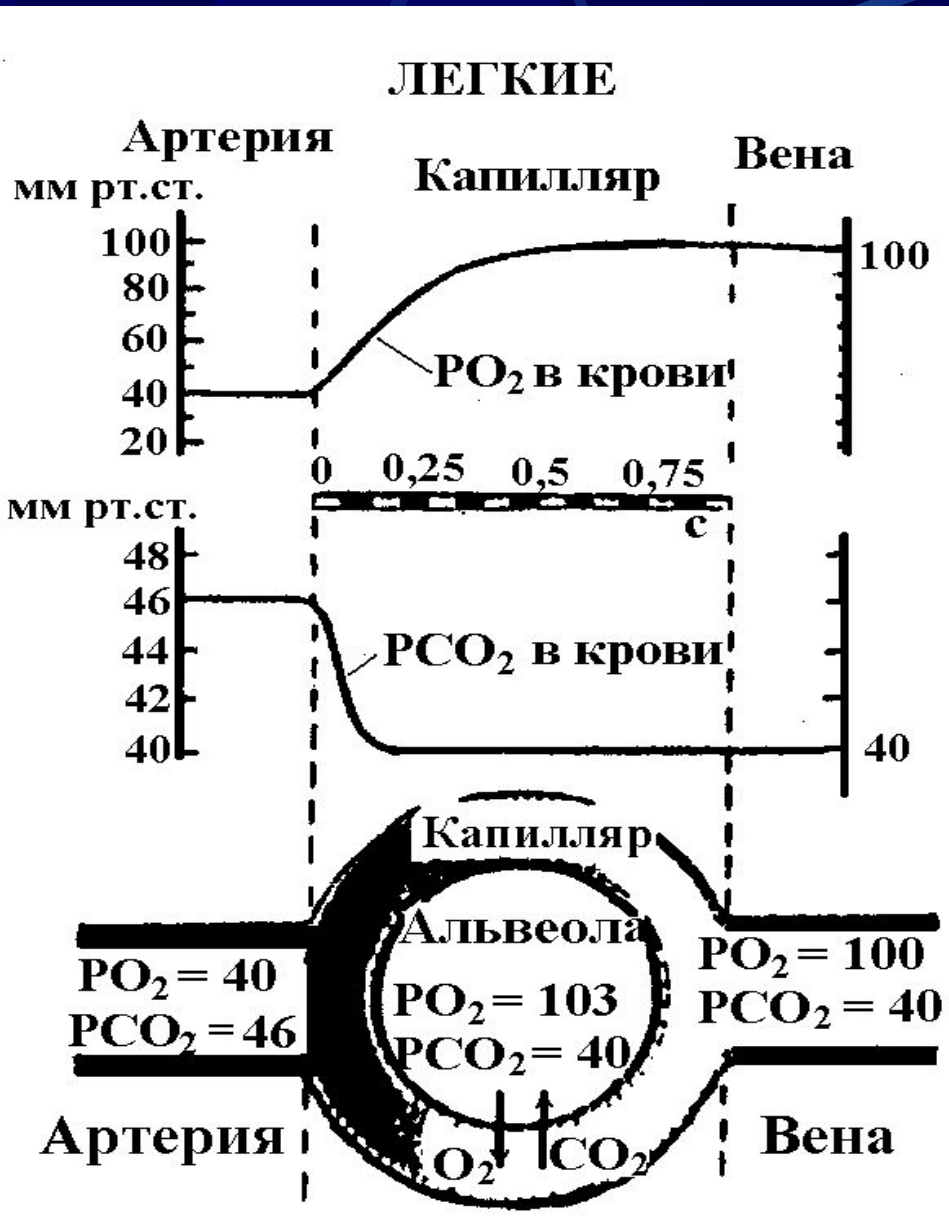 ЛЕГКИЕ
Артерия
Капилляр
Вена
мм рт.ст.
100
80
60
40
20
100
PO₂ в крови
0 0,25 0,5 0,75
с
мм рт.ст.
48
46
44
42
40
PCO₂ в крови
40
Капилляр
Альвеола
PO₂ = 40
PCO₂ = 46
PO₂ = 103
PCO₂ = 40
PO₂ = 100
PCO₂ = 40
Артерия
O₂
CO₂
Вена